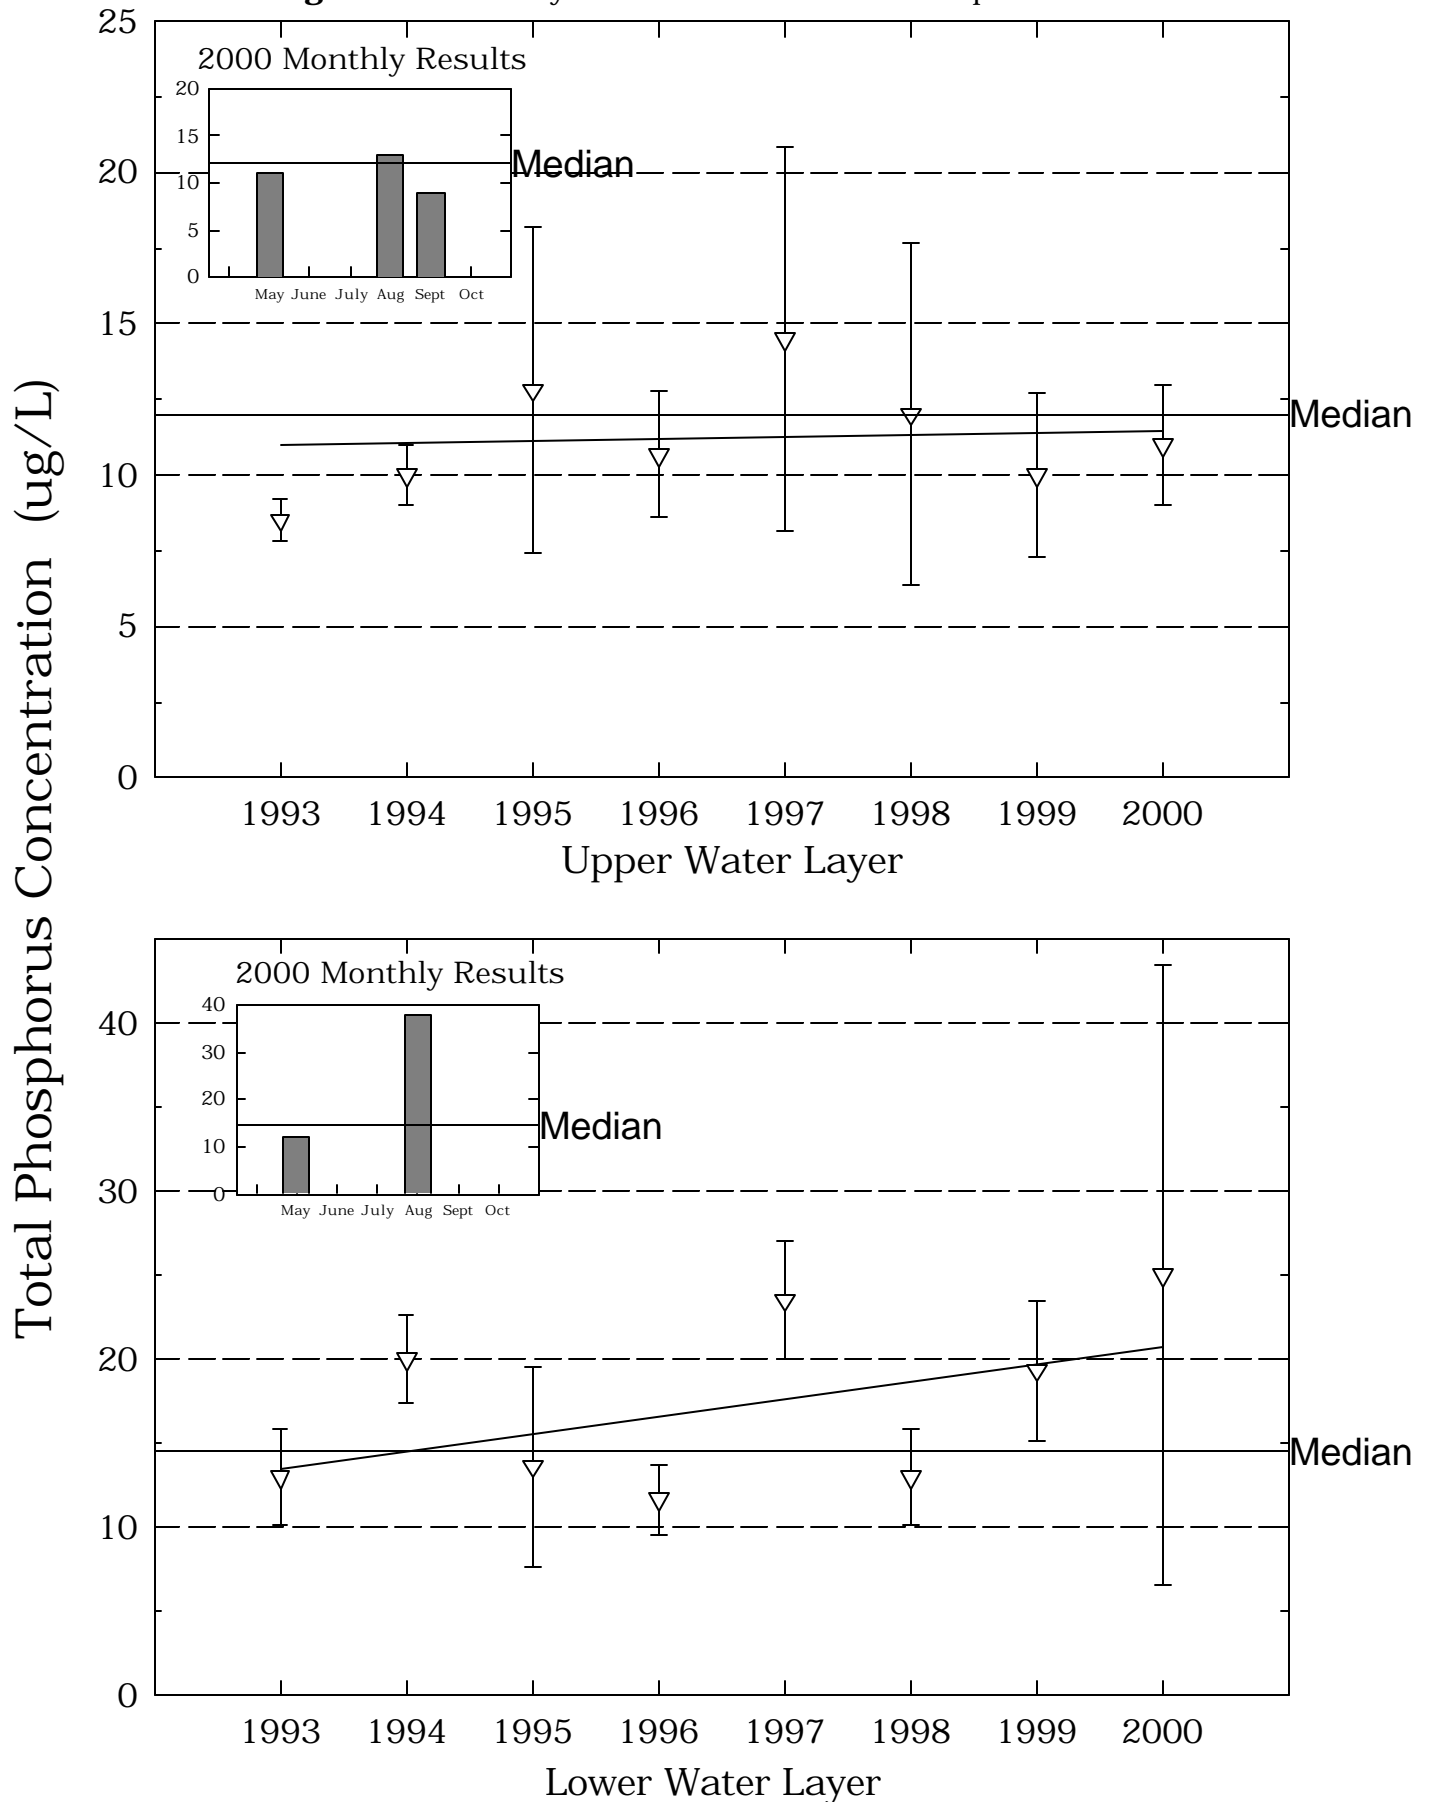 25
2000 Monthly Results
20
15
10
5
0
Median
May June July Aug Sept Oct
20
15
Median
10
5
0
1993 1994 1995 1996 1997 1998 1999 2000
Upper Water Layer
Total Phosphorus Concentration (ug/L)
2000 Monthly Results
40
30
20
10
0
Median
May June July Aug Sept Oct
40
30
20
Median
10
0
1993 1994 1995 1996 1997 1998 1999 2000
Lower Water Layer